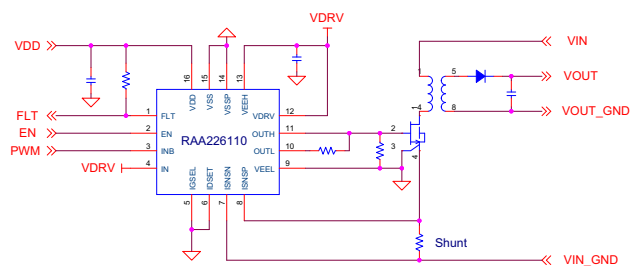 VDRV
VDD
VIN
16 15 14 13
1 5
VDD VSS VSSP VEEH
VOUT
FLT
1 FLT VDRV 12
4 8
VOUT_GND
EN
2 EN RAA226110 OUTH 11 2
PWM
3 INB OUTL 10 3
VDRV
4 IN VEEL 9 4
IGSEL IDSET ISNSN ISNSP
5 6 7 8
Shunt
VIN_GND